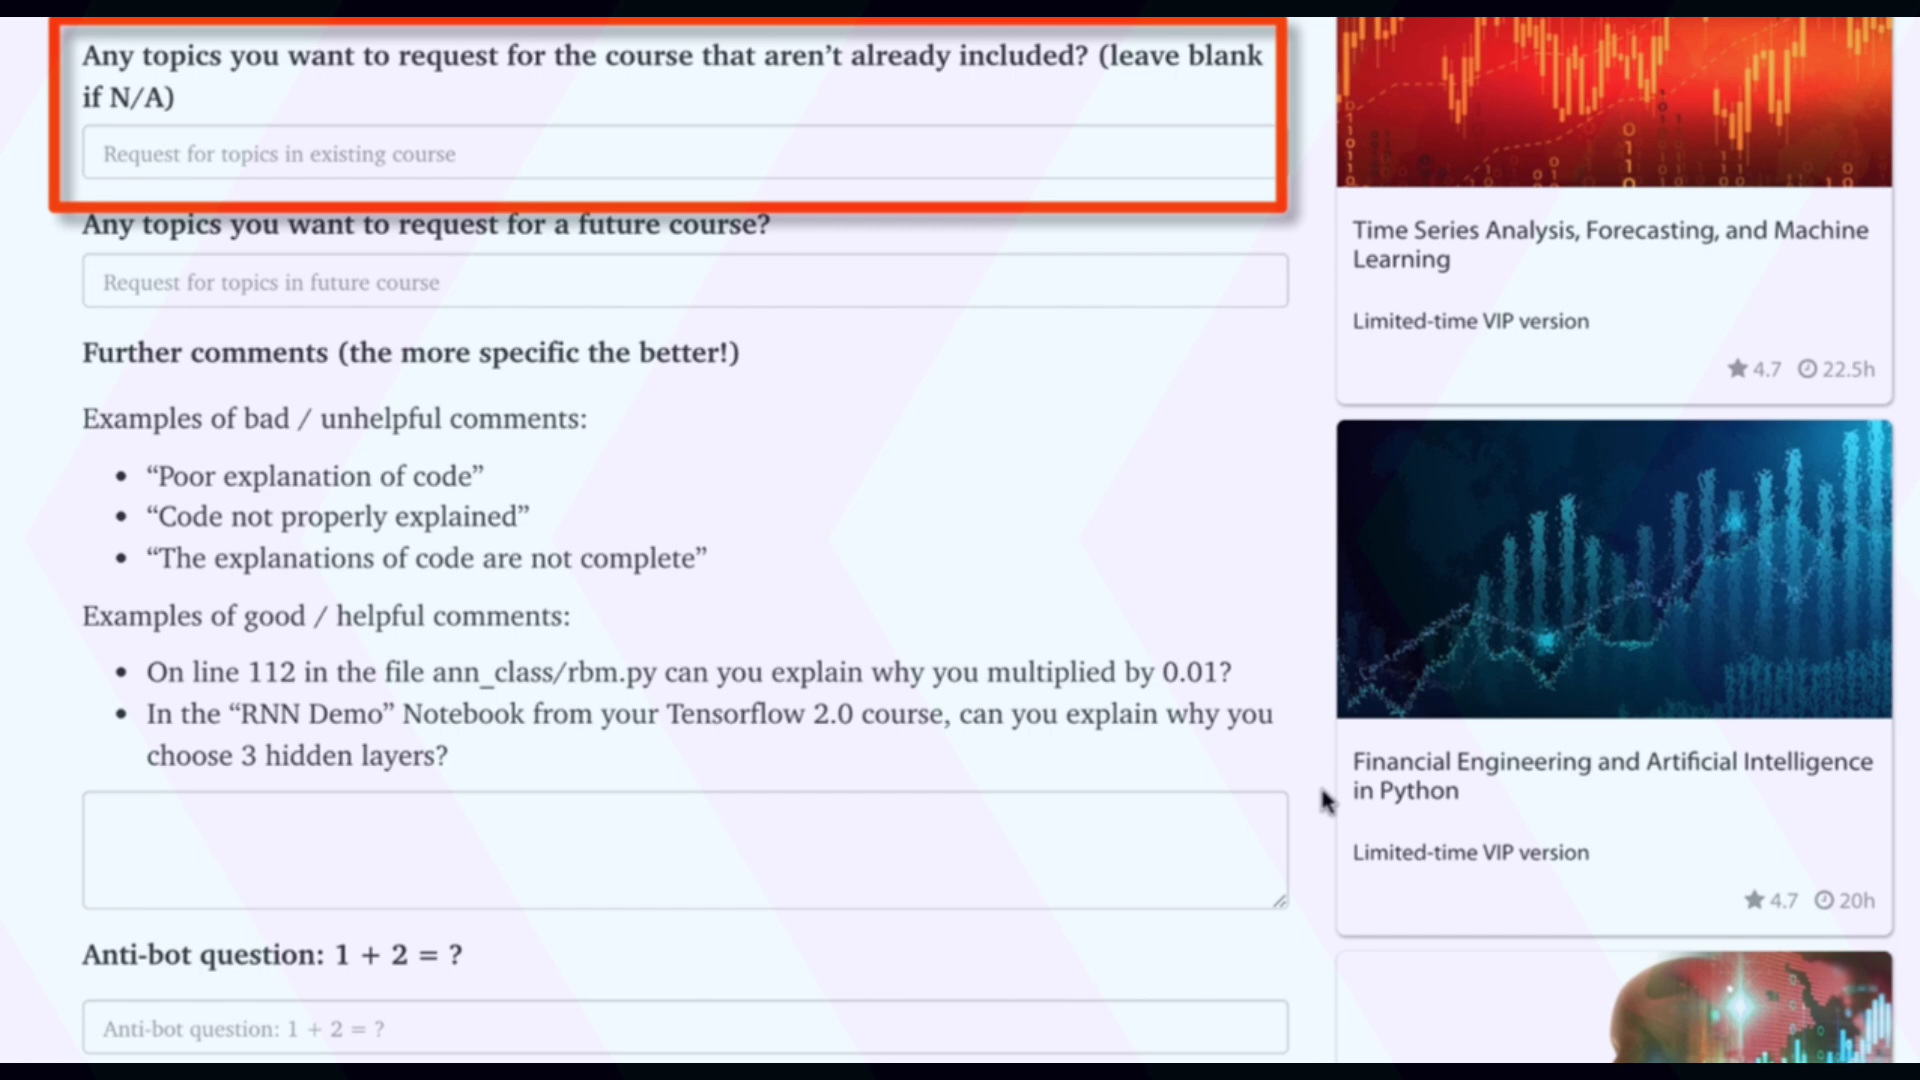 Any topics you want to request for the course that aren’t already included? (leave blank
if N/A)
Request for topics in existing course
Any topics you want to request for a future course?
Request for topics in future course
Further comments (the more specific the better!)
Examples of bad / unhelpful comments:
• “Poor explanation of code”
• “Code not properly explained”
• “The explanations of code are not complete”
Examples of good / helpful comments:
• On line 112 in the file ann_class/rbm.py can you explain why you multiplied by 0.01?
• In the “RNN Demo” Notebook from your Tensorflow 2.0 course, can you explain why you
choose 3 hidden layers?
Anti-bot question: 1 + 2 = ?
Anti-bot question: 1 + 2 = ?
Time Series Analysis, Forecasting, and Machine
Learning
Limited-time VIP version
4.7 22.5h
Financial Engineering and Artificial Intelligence
in Python
Limited-time VIP version
4.7 20h